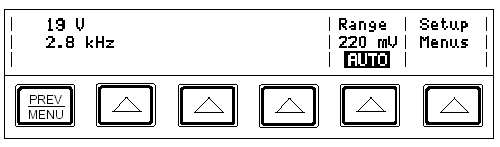 19 V
2.8 kHz
Range
220 mV
AUTO
Setup
Menus
PREV
MENU